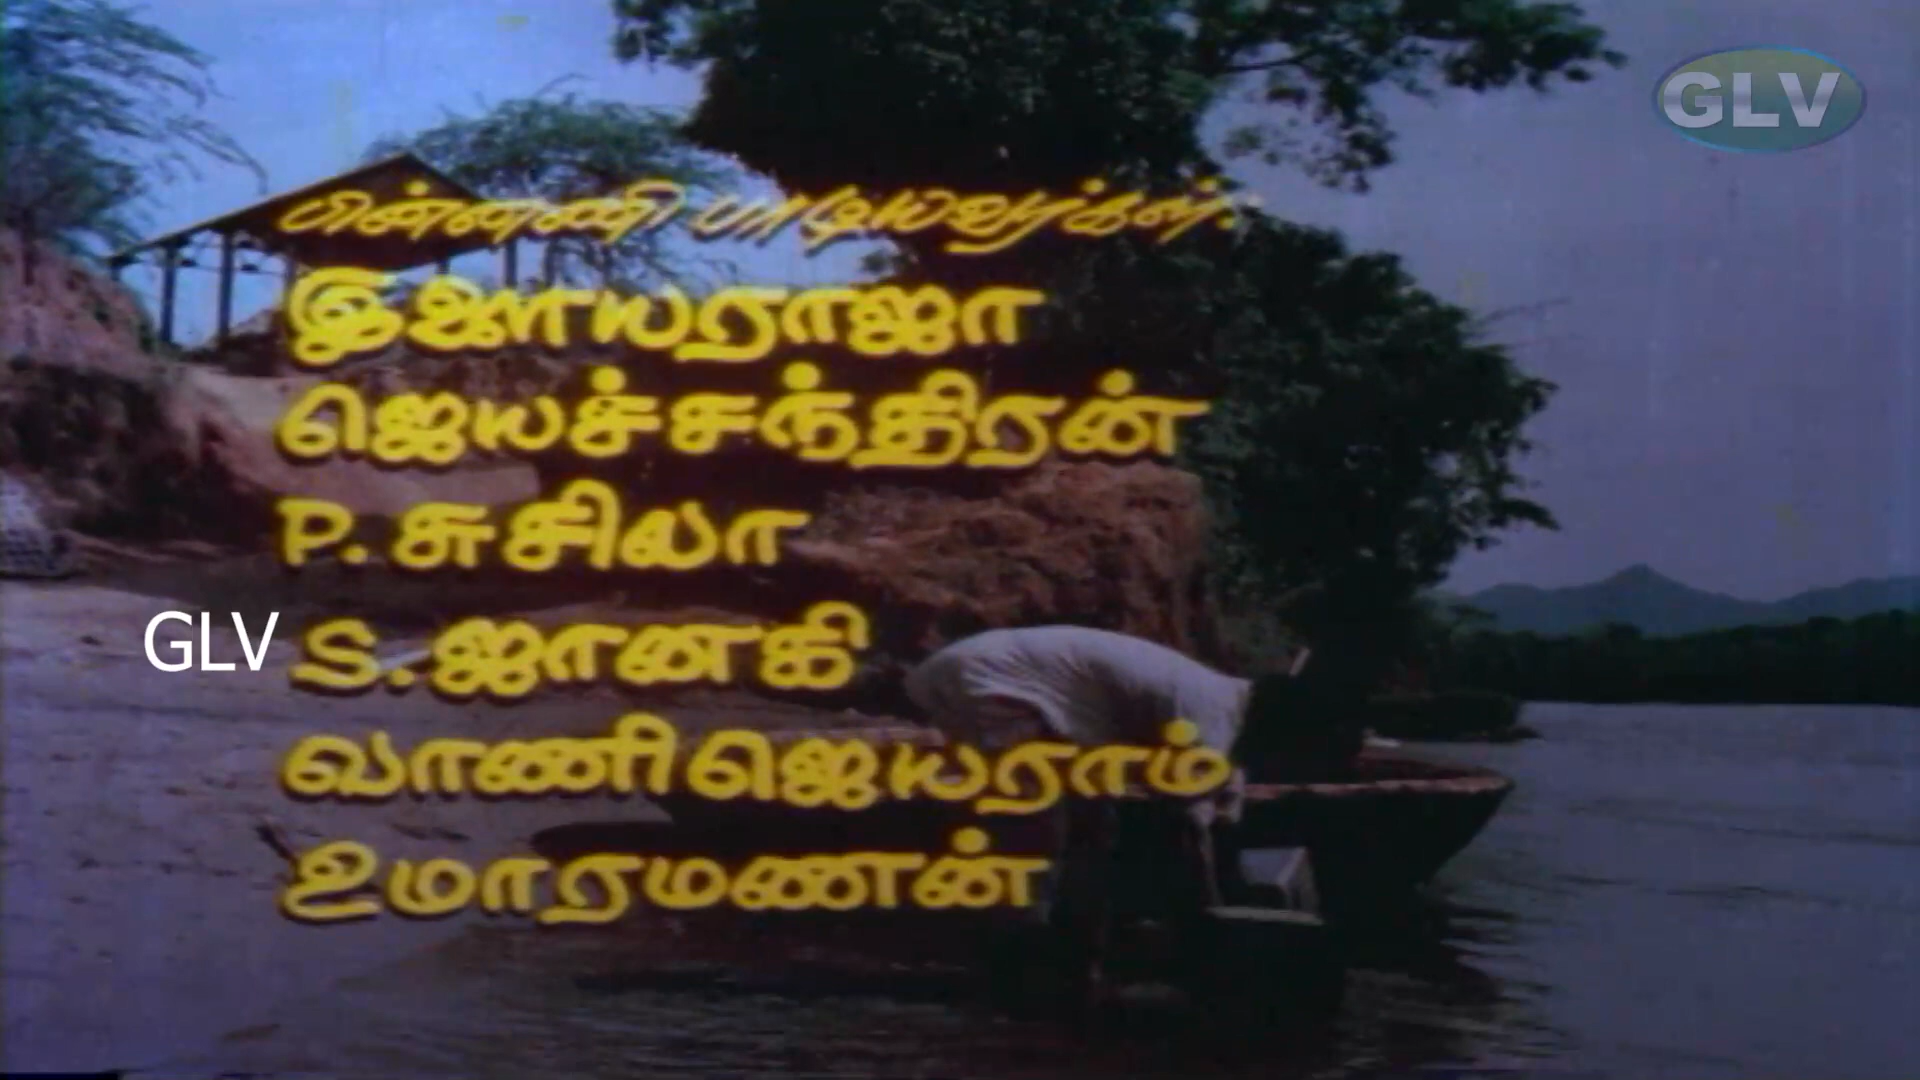 GLV
பின்னணி பாடியவர்கள்:
இளையராஜா
ஜெயச்சந்திரன்
P. சுசிலா
GLV
S. ஜானகி
வாணி ஜெயராம்
உமாரமணன்